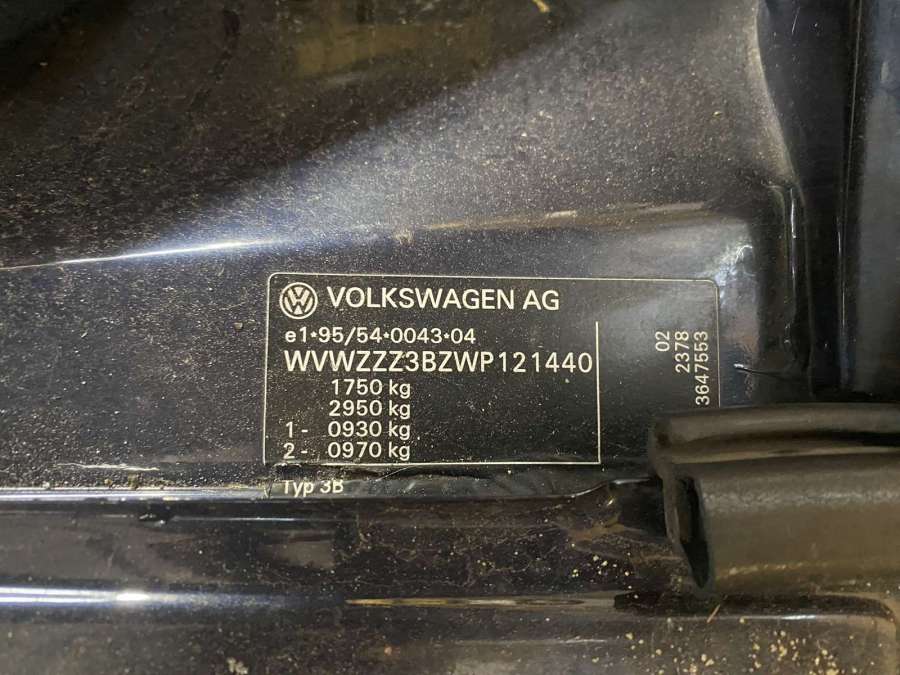 VOLKSWAGEN AG
e1•95/54•0043•04
WVWZZZ3BZWP121440
1750 kg
2950 kg
1- 0930 kg
2- 0970 kg
Typ 3B
02
2378
3647553